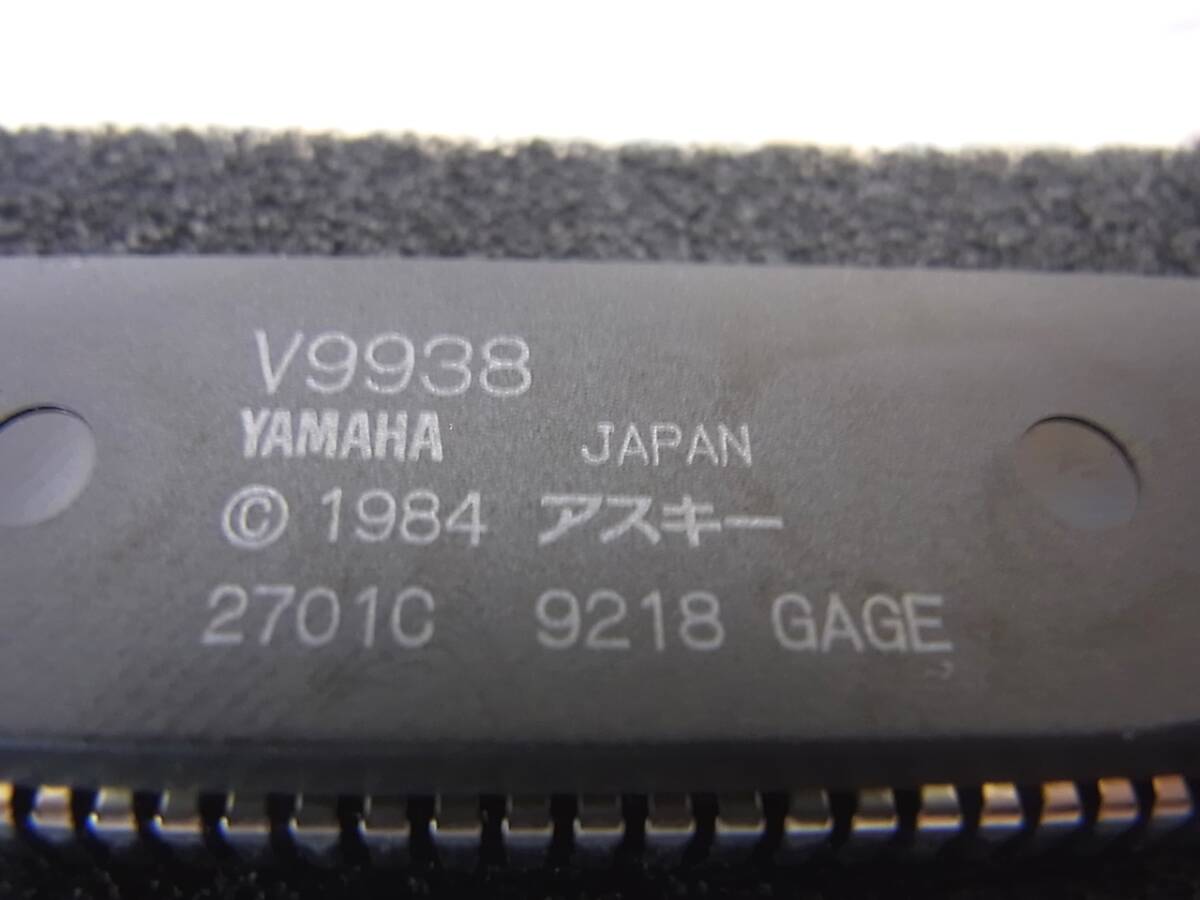 V9938
YAMAHA JAPAN
© 1984 アスキー
2701C 9218 GAGE